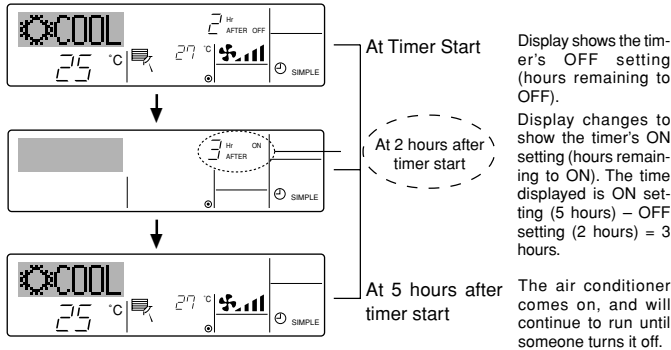 COOL
2 Hr
AFTER OFF
25 °C
27 °C
SIMPLE
At Timer Start
Display shows the tim-
er's OFF setting
(hours remaining to
OFF).
3 Hr ON
AFTER
SIMPLE
At 2 hours after
timer start
Display changes to
show the timer's ON
setting (hours remain-
ing to ON). The time
displayed is ON set-
ting (5 hours) – OFF
setting (2 hours) = 3
hours.
COOL
25 °C
27 °C
SIMPLE
At 5 hours after
timer start
The air conditioner
comes on, and will
continue to run until
someone turns it off.